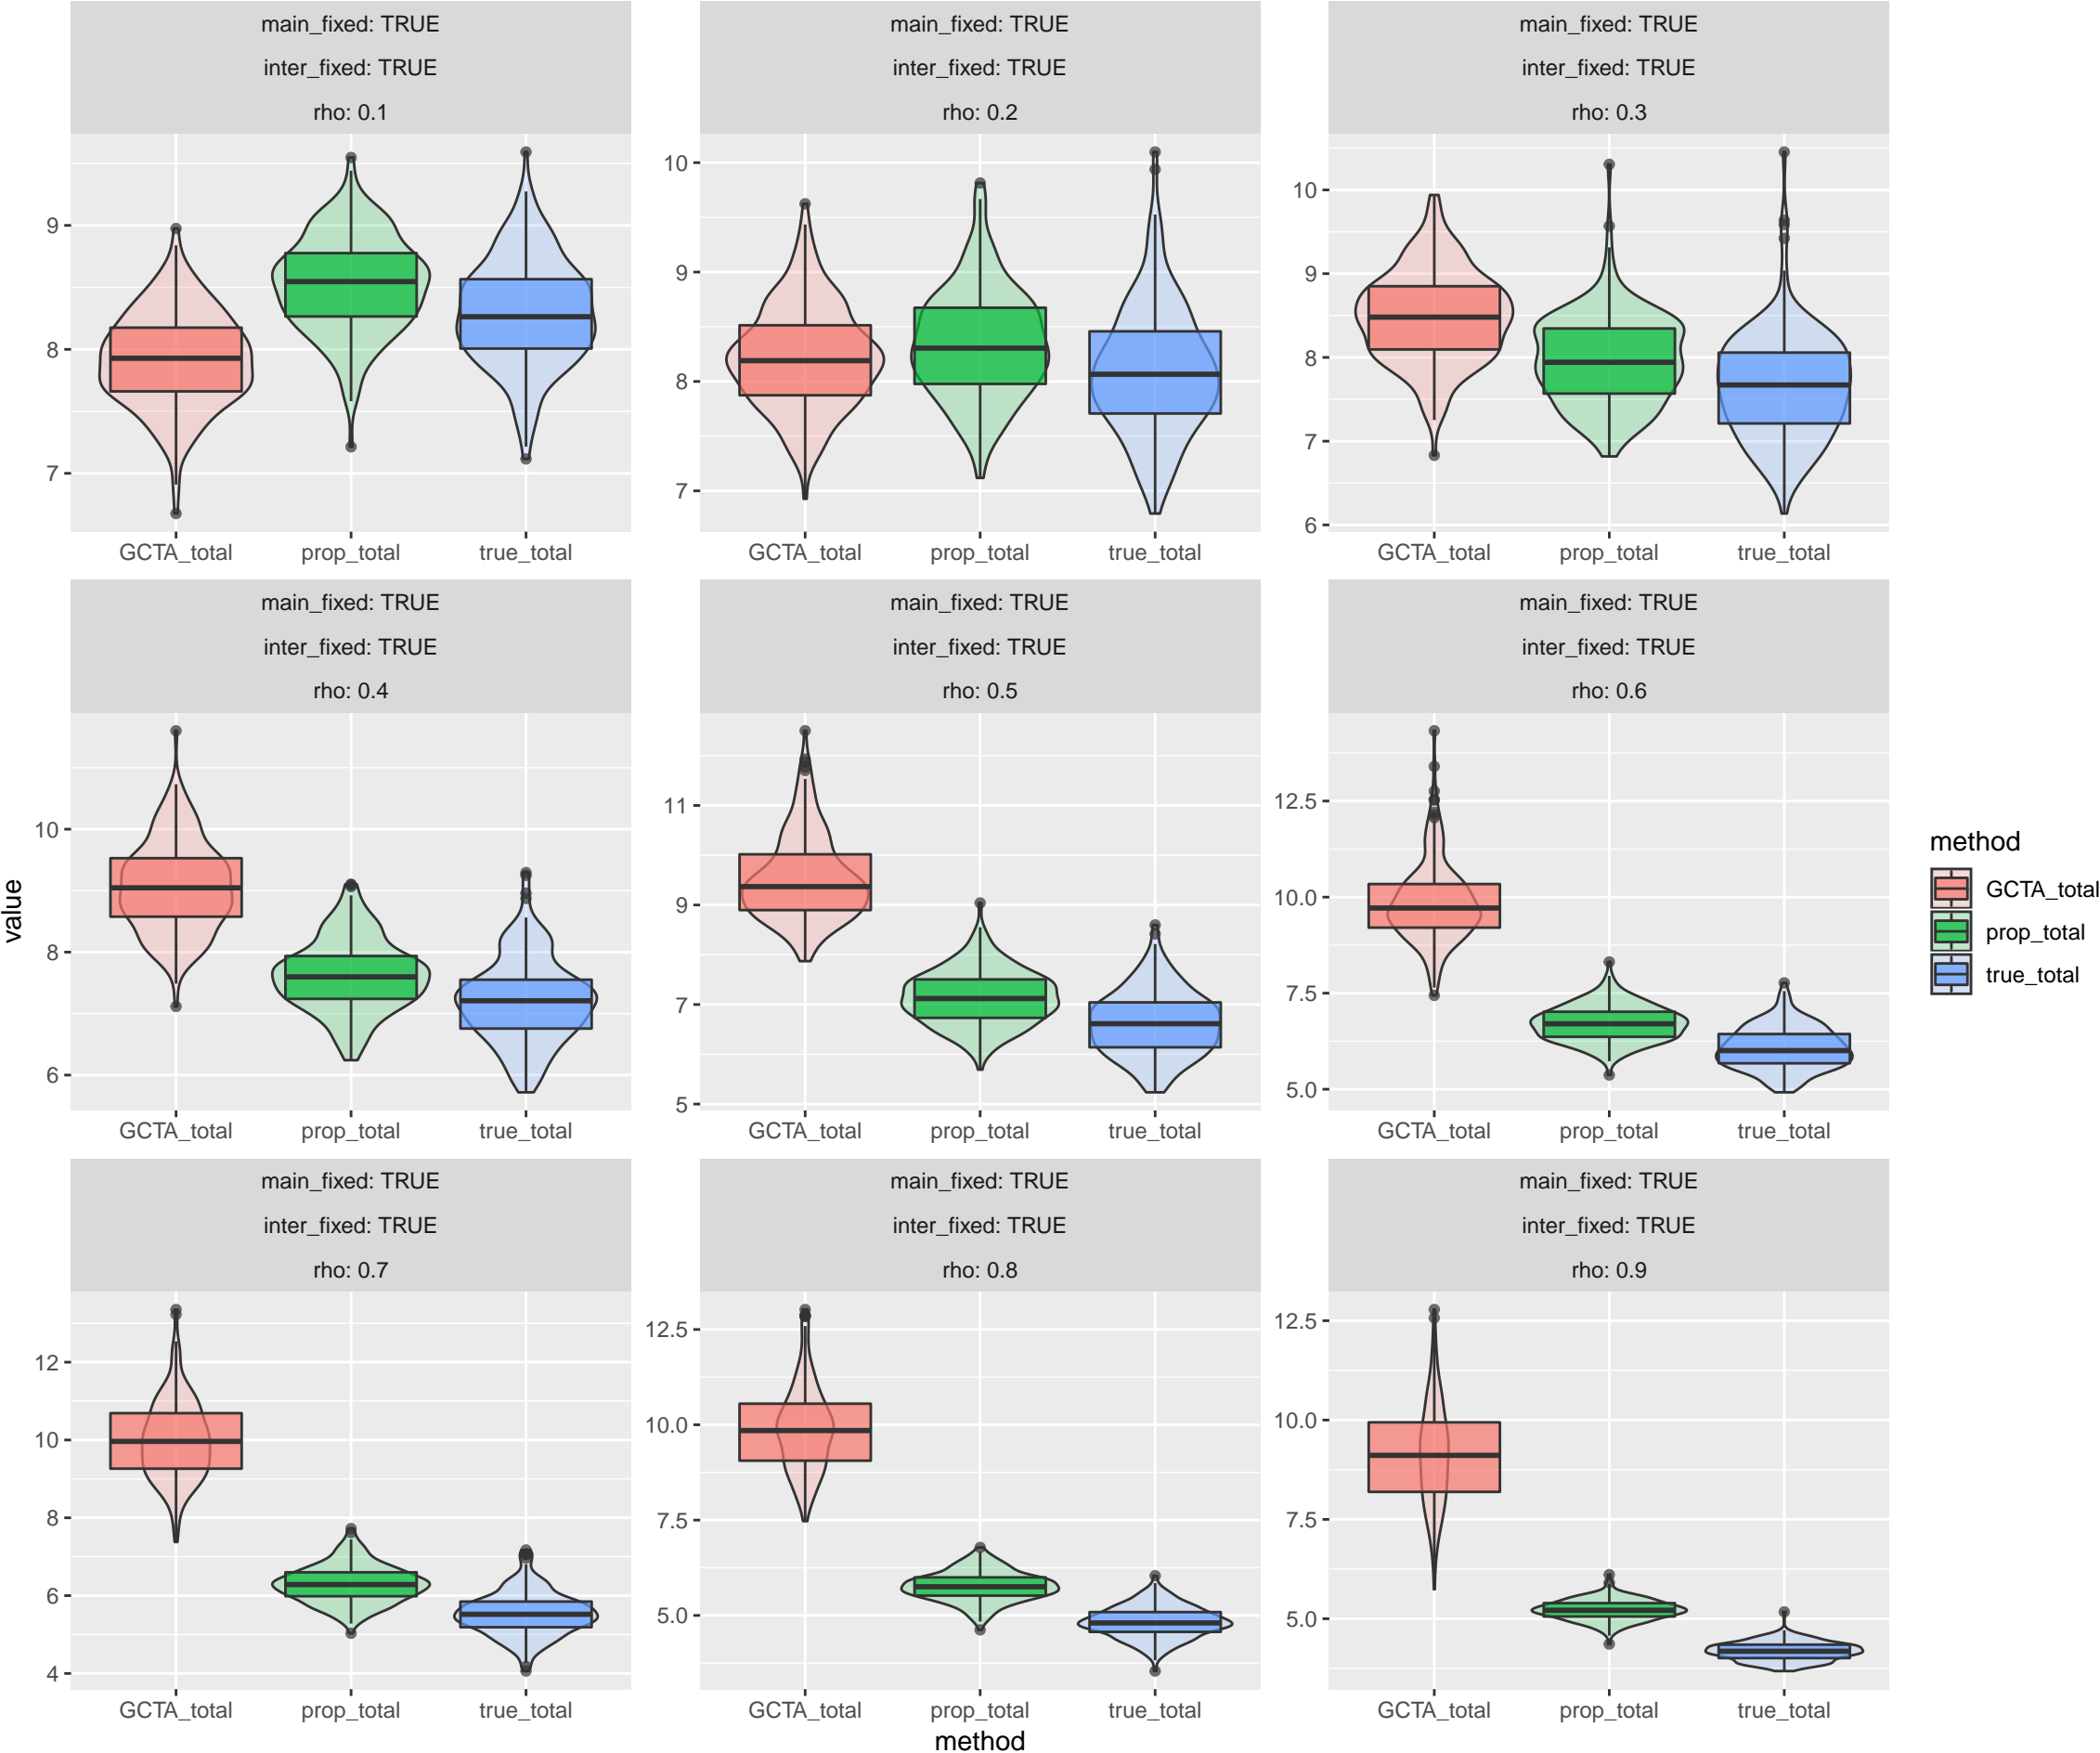 main_fixed: TRUE
inter_fixed: TRUE
rho: 0.1
main_fixed: TRUE
inter_fixed: TRUE
rho: 0.2
main_fixed: TRUE
inter_fixed: TRUE
rho: 0.3
9
8
7
10
9
8
7
10
9
8
7
6
GCTA_total prop_total true_total
GCTA_total prop_total true_total
GCTA_total prop_total true_total
main_fixed: TRUE
inter_fixed: TRUE
rho: 0.4
main_fixed: TRUE
inter_fixed: TRUE
rho: 0.5
main_fixed: TRUE
inter_fixed: TRUE
rho: 0.6
value
10
8
6
11
9
7
5
12.5
10.0
7.5
5.0
GCTA_total prop_total true_total
GCTA_total prop_total true_total
GCTA_total prop_total true_total
main_fixed: TRUE
inter_fixed: TRUE
rho: 0.7
main_fixed: TRUE
inter_fixed: TRUE
rho: 0.8
main_fixed: TRUE
inter_fixed: TRUE
rho: 0.9
12
10
8
6
4
12.5
10.0
7.5
5.0
12.5
10.0
7.5
5.0
GCTA_total prop_total true_total
GCTA_total prop_total true_total
GCTA_total prop_total true_total
method
method
GCTA_total
prop_total
true_total